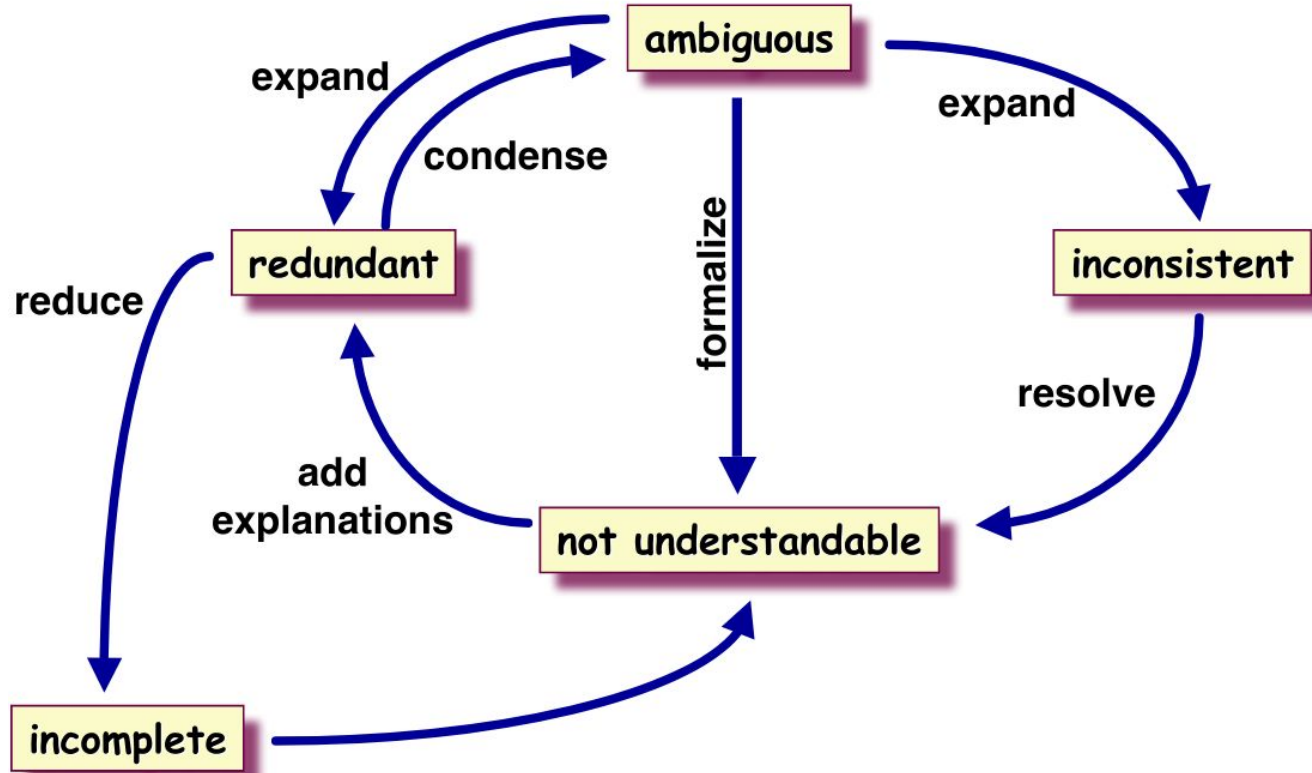 ambiguous
expand
expand
condense
formalize
redundant
inconsistent
reduce
resolve
add
explanations
not understandable
incomplete